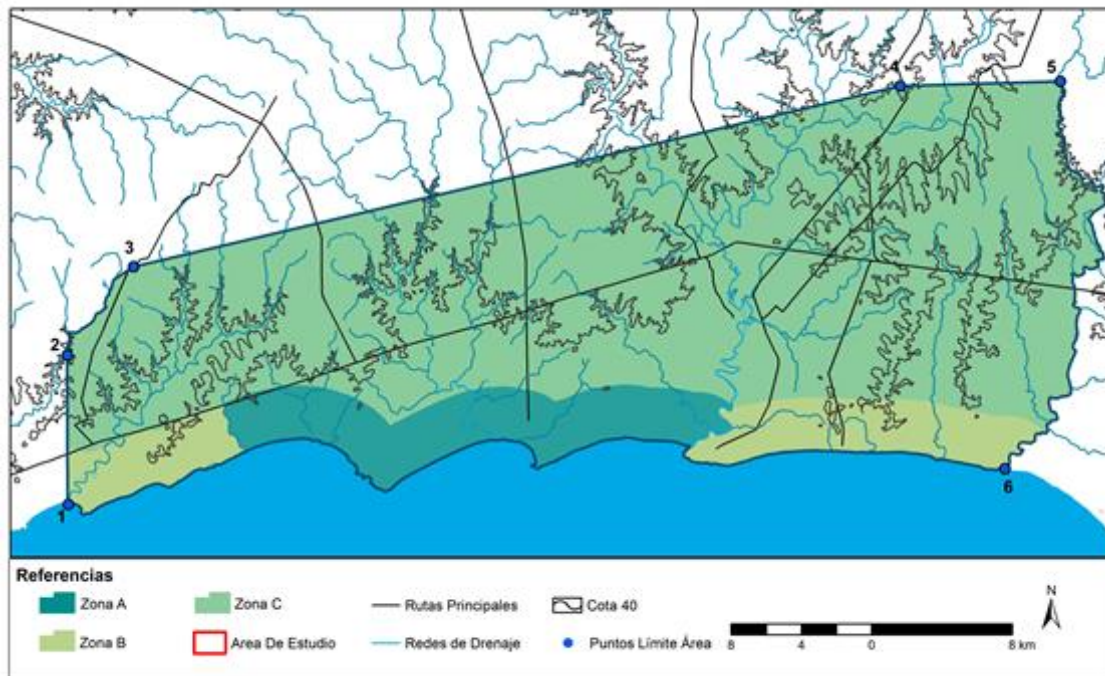 4
5
3
2
1
6
Referencias
Zona A
Zona C
Rutas Principales
Cota 40
N
Zona B
Area De Estudio
Redes de Drenaje
Puntos Límite Área
8 4 0 8 km